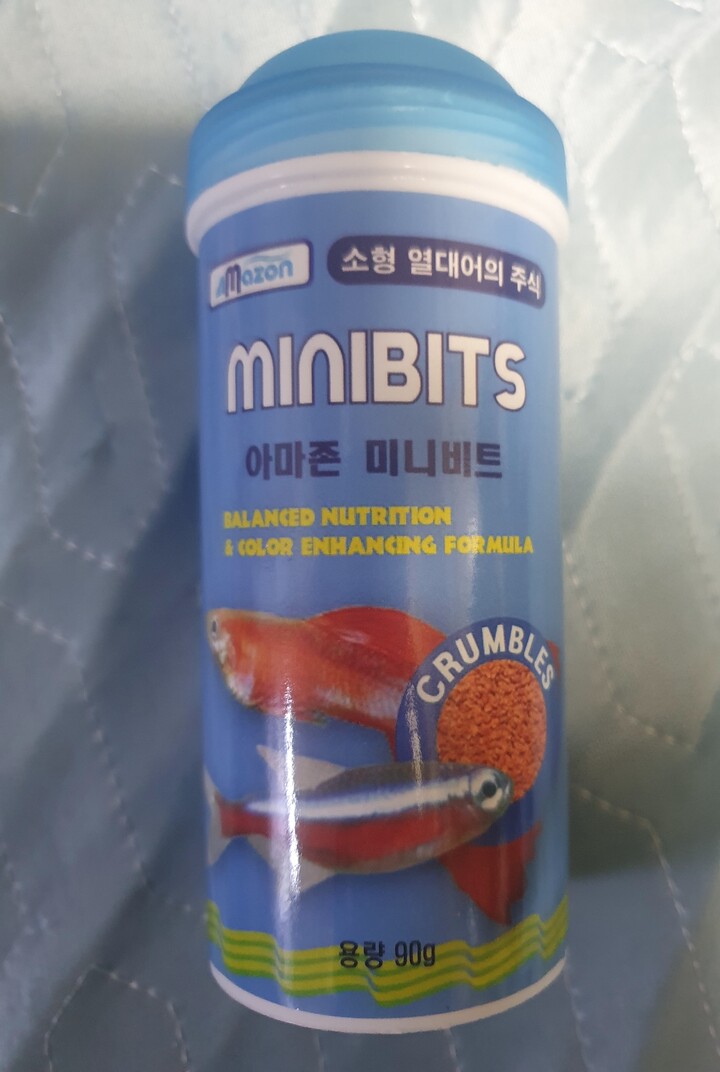 Amazon
소형 열대어의 주식
MINIBITS
아마존 미니비트
BALANCED NUTRITION
& COLOR ENHANCING FORMULA
CRUMBLES
용량 90g